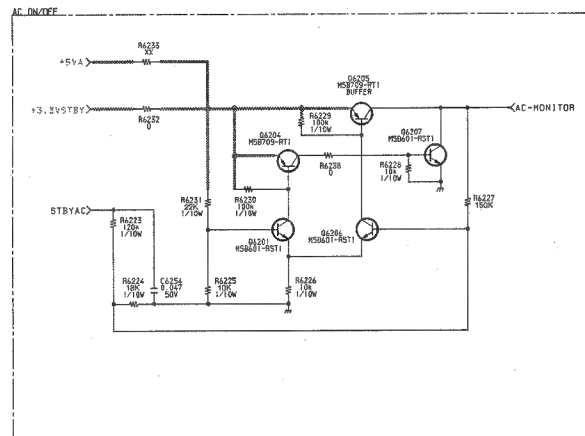 AC ON/OFF
R6233
XX
+5VA
Q6205
MSB709-RT1
BUFFER
+3.3VSTBY
AC-MONITOR
R6232
0
R6229
100k
1/10W
Q6204
MSB709-RT1
Q6207
MSD601-RST1
R6238
0
R6228
10k
1/10W
R6231
22K
1/10W
R6230
100k
1/10W
R6227
150K
STBYAC
R6223
120k
1/10W
Q6201
MSD601-RST1
Q6206
MSD601-RST1
R6224
18K
1/10W
C6254
0.047
50V
R6225
10K
1/10W
R6226
10k
1/10W